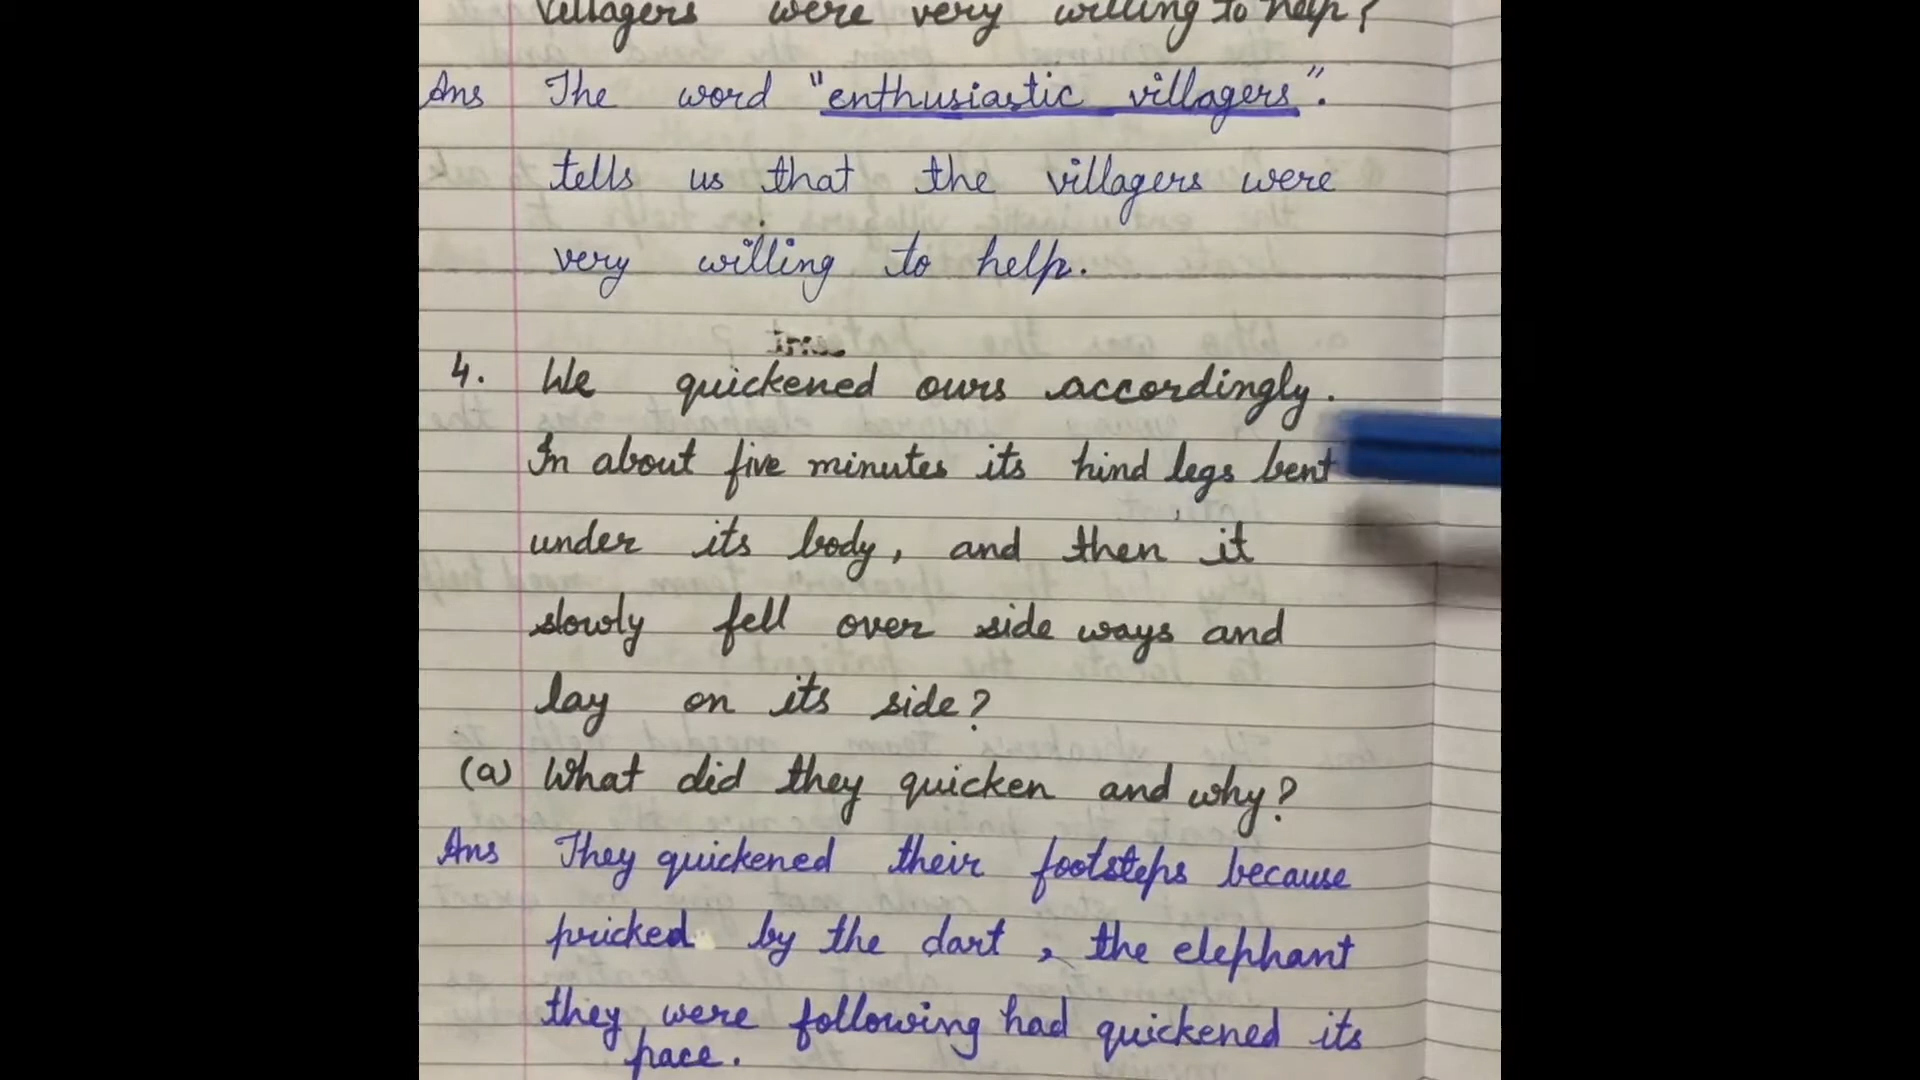 villagers were very willing to help?
Ans The word "enthusiastic villagers".
tells us that the villagers were
very willing to help.
4. We quickened ours accordingly.
In about five minutes its hind legs bent
under its body, and then it
slowly fell over side ways and
lay on its side?
(a) What did they quicken and why?
Ans They quickened their footsteps because
pricked by the dart, the elephant
they were following had quickened its
pace.